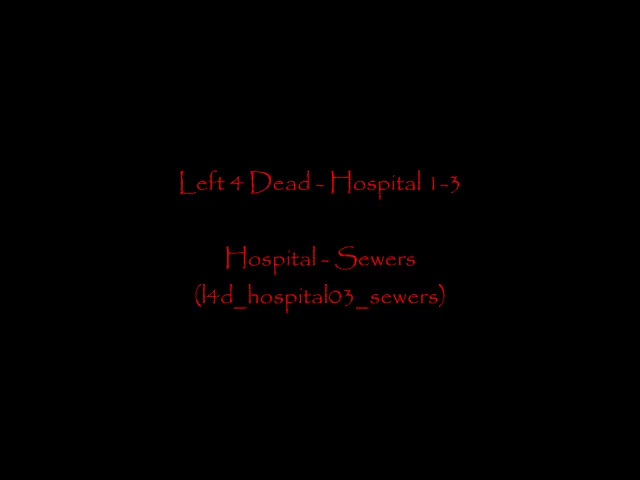 Left 4 Dead - Hospital 1-3
Hospital - Sewers
(l4d_hospital03_sewers)